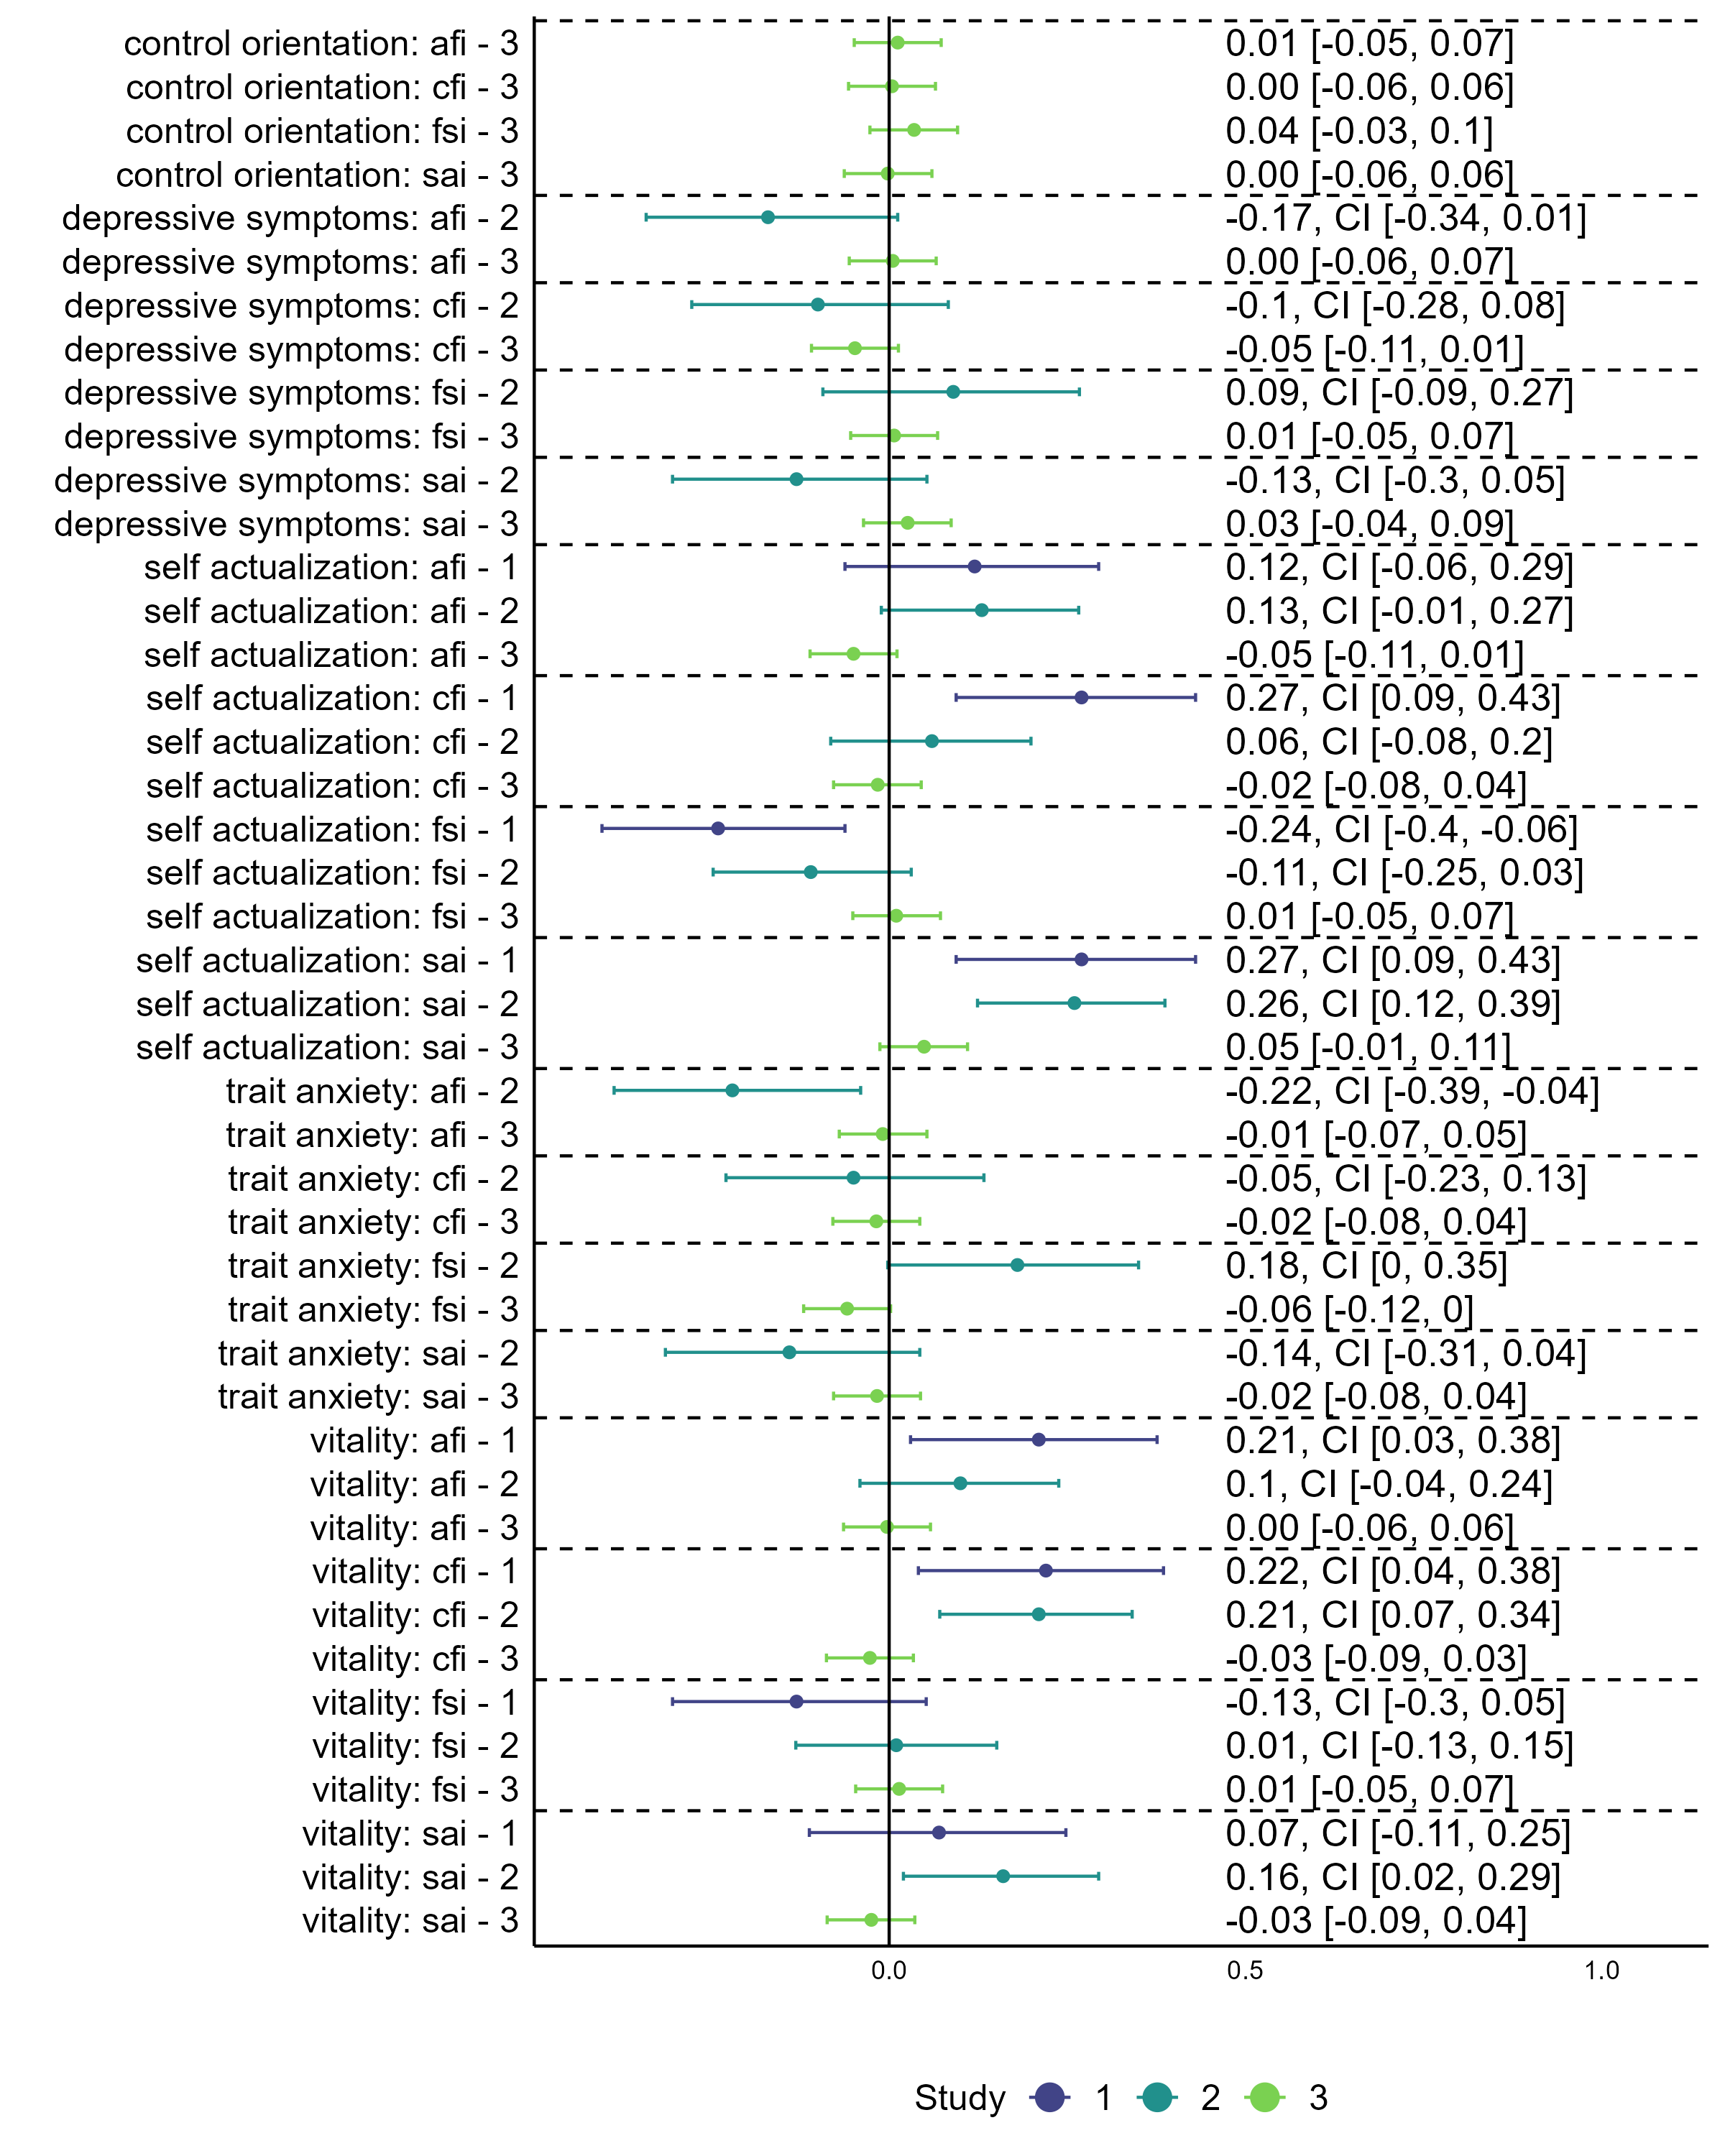 control orientation: afi - 3 0.01 [-0.05, 0.07]
control orientation: cfi - 3 0.00 [-0.06, 0.06]
control orientation: fsi - 3 0.04 [-0.03, 0.1]
control orientation: sai - 3 0.00 [-0.06, 0.06]
depressive symptoms: afi - 2 -0.17, CI [-0.34, 0.01]
depressive symptoms: afi - 3 0.00 [-0.06, 0.07]
depressive symptoms: cfi - 2 -0.1, CI [-0.28, 0.08]
depressive symptoms: cfi - 3 -0.05 [-0.11, 0.01]
depressive symptoms: fsi - 2 0.09, CI [-0.09, 0.27]
depressive symptoms: fsi - 3 0.01 [-0.05, 0.07]
depressive symptoms: sai - 2 -0.13, CI [-0.3, 0.05]
depressive symptoms: sai - 3 0.03 [-0.04, 0.09]
self actualization: afi - 1 0.12, CI [-0.06, 0.29]
self actualization: afi - 2 0.13, CI [-0.01, 0.27]
self actualization: afi - 3 -0.05 [-0.11, 0.01]
self actualization: cfi - 1 0.27, CI [0.09, 0.43]
self actualization: cfi - 2 0.06, CI [-0.08, 0.2]
self actualization: cfi - 3 -0.02 [-0.08, 0.04]
self actualization: fsi - 1 -0.24, CI [-0.4, -0.06]
self actualization: fsi - 2 -0.11, CI [-0.25, 0.03]
self actualization: fsi - 3 0.01 [-0.05, 0.07]
self actualization: sai - 1 0.27, CI [0.09, 0.43]
self actualization: sai - 2 0.26, CI [0.12, 0.39]
self actualization: sai - 3 0.05 [-0.01, 0.11]
trait anxiety: afi - 2 -0.22, CI [-0.39, -0.04]
trait anxiety: afi - 3 -0.01 [-0.07, 0.05]
trait anxiety: cfi - 2 -0.05, CI [-0.23, 0.13]
trait anxiety: cfi - 3 -0.02 [-0.08, 0.04]
trait anxiety: fsi - 2 0.18, CI [0, 0.35]
trait anxiety: fsi - 3 -0.06 [-0.12, 0]
trait anxiety: sai - 2 -0.14, CI [-0.31, 0.04]
trait anxiety: sai - 3 -0.02 [-0.08, 0.04]
vitality: afi - 1 0.21, CI [0.03, 0.38]
vitality: afi - 2 0.1, CI [-0.04, 0.24]
vitality: afi - 3 0.00 [-0.06, 0.06]
vitality: cfi - 1 0.22, CI [0.04, 0.38]
vitality: cfi - 2 0.21, CI [0.07, 0.34]
vitality: cfi - 3 -0.03 [-0.09, 0.03]
vitality: fsi - 1 -0.13, CI [-0.3, 0.05]
vitality: fsi - 2 0.01, CI [-0.13, 0.15]
vitality: fsi - 3 0.01 [-0.05, 0.07]
vitality: sai - 1 0.07, CI [-0.11, 0.25]
vitality: sai - 2 0.16, CI [0.02, 0.29]
vitality: sai - 3 -0.03 [-0.09, 0.04]
0.0 0.5 1.0
Study 1 2 3